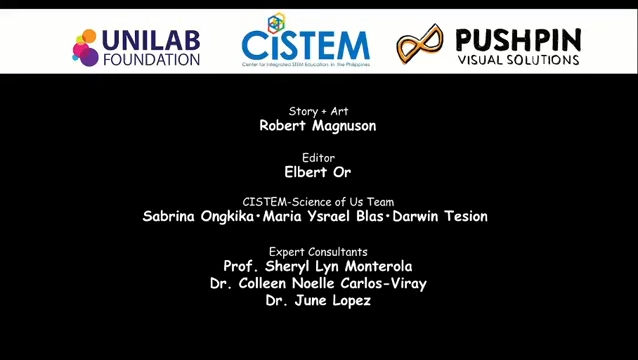 UNILAB
FOUNDATION
CiSTEM
Center for Integrated STEM Education in the Philippines
PUSHPIN
VISUAL SOLUTIONS
Story + Art
Robert Magnuson
Editor
Elbert Or
CISTEM-Science of Us Team
Sabrina Ongkika•Maria Ysrael Blas•Darwin Tesion
Expert Consultants
Prof. Sheryl Lyn Monterola
Dr. Colleen Noelle Carlos-Viray
Dr. June Lopez